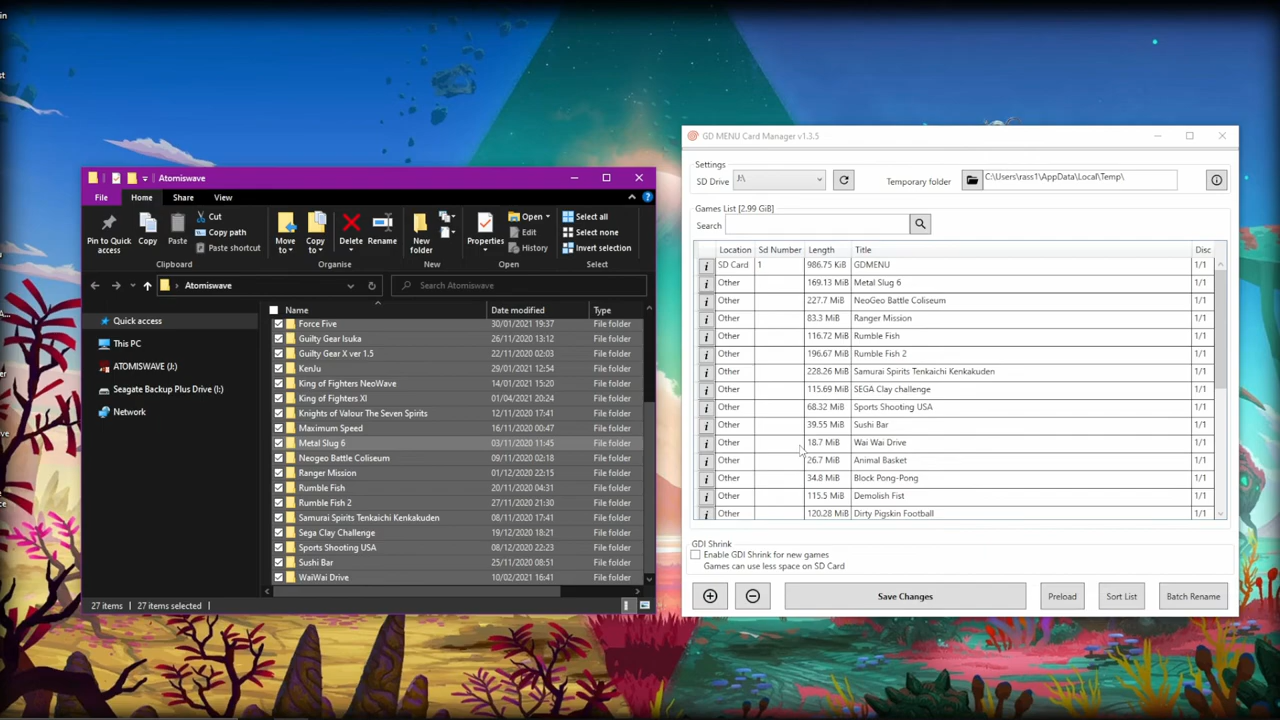 Atomiswave
File Home Share View
Pin to Quick access
Copy
Paste
Cut
Copy path
Paste shortcut
Clipboard
Move to
Copy to
Delete
Rename
Organise
New folder
New
Properties
Open
Edit
History
Open
Select all
Select none
Invert selection
Select
Atomiswave
Search Atomiswave
Quick access
This PC
ATOMISWAVE (J:)
Seagate Backup Plus Drive (I:)
Network
Name Date modified Type
Force Five 30/01/2021 19:37 File folder
Guilty Gear Isuka 26/11/2020 13:12 File folder
Guilty Gear X ver 1.5 22/11/2020 02:03 File folder
KenJu 29/01/2021 12:54 File folder
King of Fighters NeoWave 14/01/2021 15:20 File folder
King of Fighters XI 01/04/2021 20:24 File folder
Knights of Valour The Seven Spirits 12/11/2020 17:41 File folder
Maximum Speed 16/11/2020 00:47 File folder
Metal Slug 6 03/11/2020 11:45 File folder
Neogeo Battle Coliseum 09/11/2020 02:18 File folder
Ranger Mission 01/12/2020 22:15 File folder
Rumble Fish 20/11/2020 04:31 File folder
Rumble Fish 2 27/11/2020 21:30 File folder
Samurai Spirits Tenkaichi Kenkakuden 08/11/2020 17:41 File folder
Sega Clay Challenge 19/12/2020 18:21 File folder
Sports Shooting USA 08/12/2020 22:23 File folder
Sushi Bar 25/11/2020 08:51 File folder
WaiWai Drive 10/02/2021 16:41 File folder
27 items 27 items selected
GD MENU Card Manager v1.3.5
Settings
SD Drive J:\
Temporary folder C:\Users\rass1\AppData\Local\Temp\
Games List [2.99 GiB]
Search
Location Sd Number Length Title Disc
SD Card 1 986.75 KiB GDMENU 1/1
Other 169.13 MiB Metal Slug 6 1/1
Other 227.7 MiB NeoGeo Battle Coliseum 1/1
Other 83.3 MiB Ranger Mission 1/1
Other 116.72 MiB Rumble Fish 1/1
Other 196.67 MiB Rumble Fish 2 1/1
Other 228.26 MiB Samurai Spirits Tenkaichi Kenkakuden 1/1
Other 115.69 MiB SEGA Clay challenge 1/1
Other 68.32 MiB Sports Shooting USA 1/1
Other 39.55 MiB Sushi Bar 1/1
Other 18.7 MiB Wai Wai Drive 1/1
Other 26.7 MiB Animal Basket 1/1
Other 34.8 MiB Block Pong-Pong 1/1
Other 115.5 MiB Demolish Fist 1/1
Other 120.28 MiB Dirty Pigskin Football 1/1
GDI Shrink
Enable GDI Shrink for new games
Games can use less space on SD Card
Save Changes
Preload
Sort List
Batch Rename